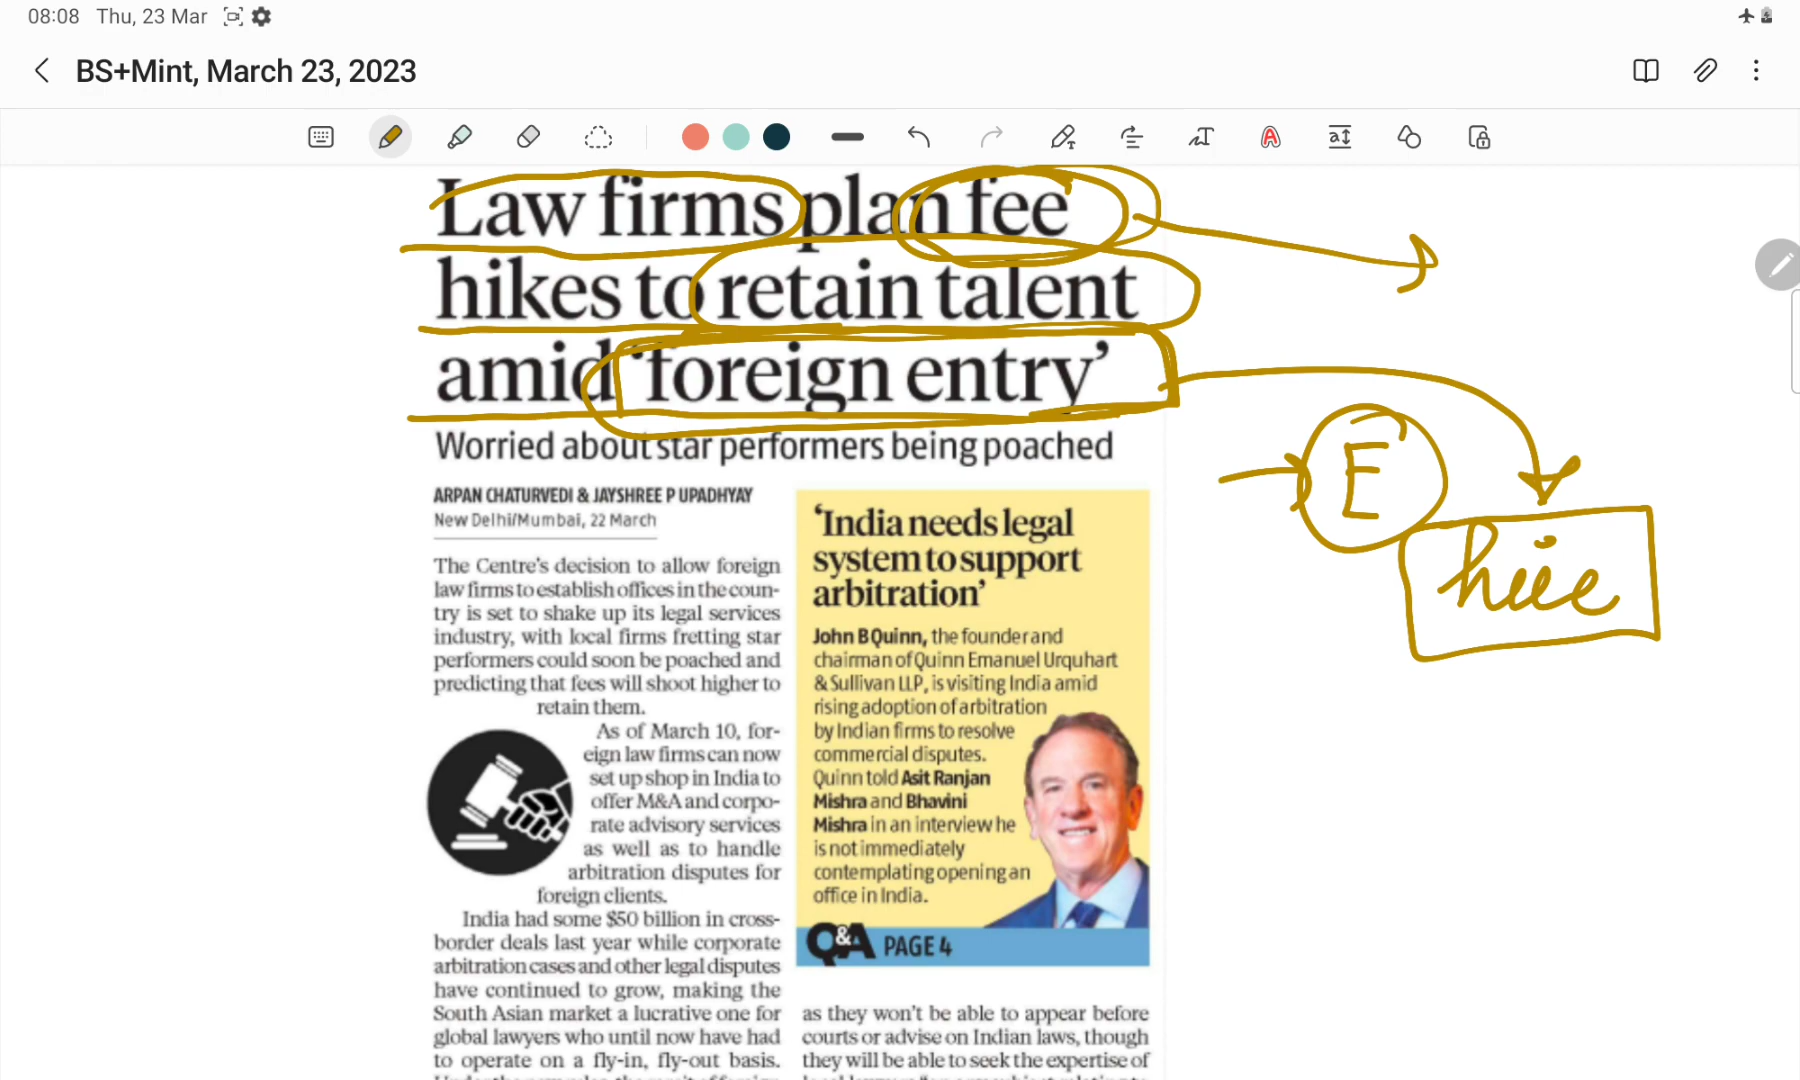 08:08 Thu, 23 Mar
BS+Mint, March 23, 2023
Law firms plan fee
hikes to retain talent
amid 'foreign entry'
Worried about star performers being poached
ARPAN CHATURVEDI & JAYSHREE P UPADHYAY
New Delhi/Mumbai, 22 March
The Centre's decision to allow foreign
law firms to establish offices in the coun-
try is set to shake up its legal services
industry, with local firms fretting star
performers could soon be poached and
predicting that fees will shoot higher to
retain them.
As of March 10, for-
eign law firms can now
set up shop in India to
offer M&A and corpo-
rate advisory services
as well as to handle
arbitration disputes for
foreign clients.
India had some $50 billion in cross-
border deals last year while corporate
arbitration cases and other legal disputes
have continued to grow, making the
South Asian market a lucrative one for
global lawyers who until now have had
to operate on a fly-in, fly-out basis.
'India needs legal
system to support
arbitration'
John B Quinn, the founder and
chairman of Quinn Emanuel Urquhart
& Sullivan LLP, is visiting India amid
rising adoption of arbitration
by Indian firms to resolve
commercial disputes.
Quinn told Asit Ranjan
Mishra and Bhavini
Mishra in an interview he
is not immediately
contemplating opening an
office in India.
Q&A PAGE 4
as they won't be able to appear before
courts or advise on Indian laws, though
they will be able to seek the expertise of
E